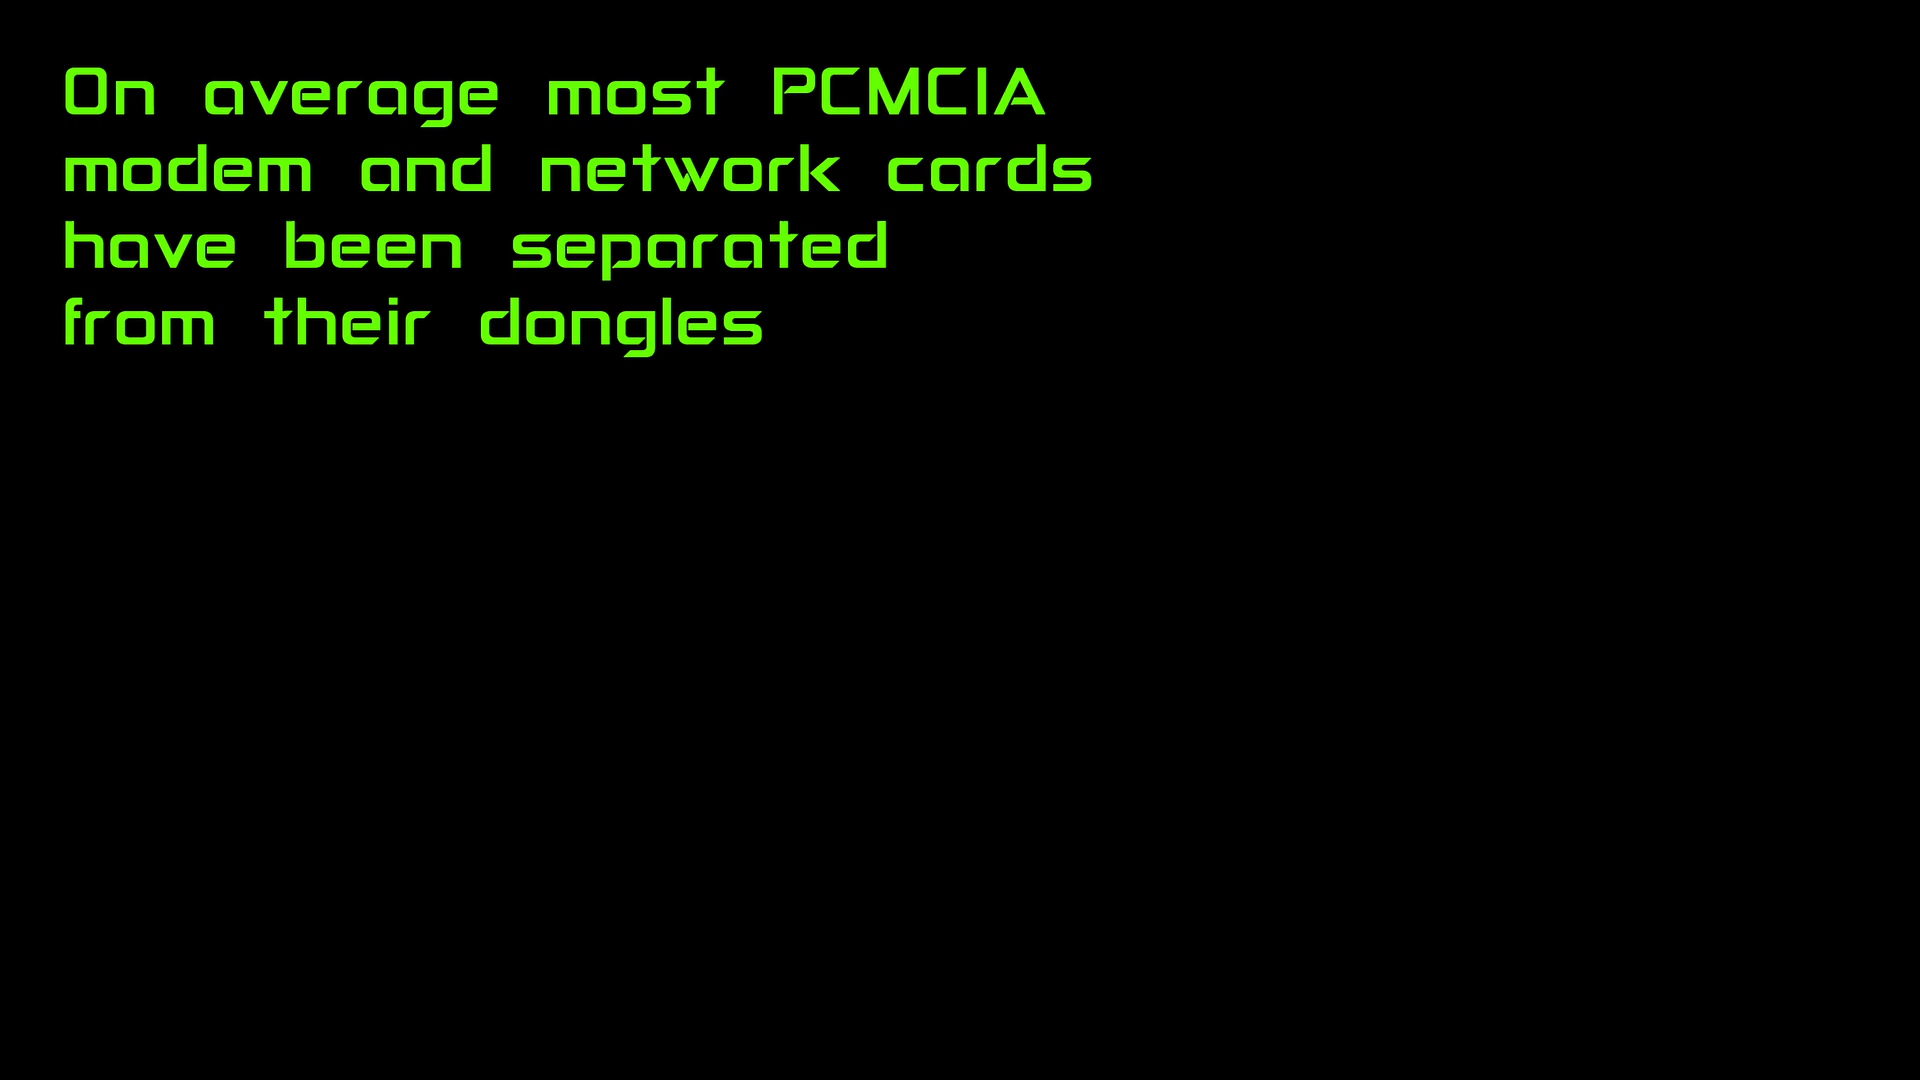 On average most PCMCIA
modem and network cards
have been separated
from their dongles